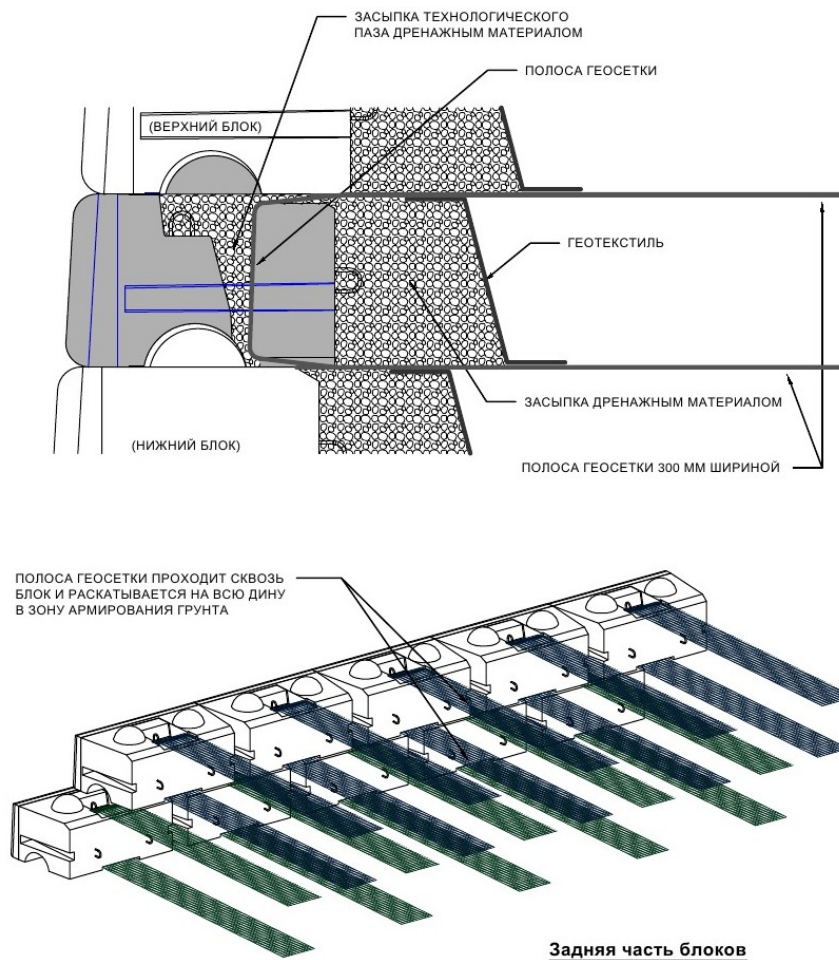 ЗАСЫПКА ТЕХНОЛОГИЧЕСКОГО
ПАЗА ДРЕНАЖНЫМ МАТЕРИАЛОМ
ПОЛОСА ГЕОСЕТКИ
(ВЕРХНИЙ БЛОК)
ГЕОТЕКСТИЛЬ
ЗАСЫПКА ДРЕНАЖНЫМ МАТЕРИАЛОМ
(НИЖНИЙ БЛОК)
ПОЛОСА ГЕОСЕТКИ 300 ММ ШИРИНОЙ
ПОЛОСА ГЕОСЕТКИ ПРОХОДИТ СКВОЗЬ
БЛОК И РАСКАТЫВАЕТСЯ НА ВСЮ ДИНУ
В ЗОНУ АРМИРОВАНИЯ ГРУНТА
Задняя часть блоков